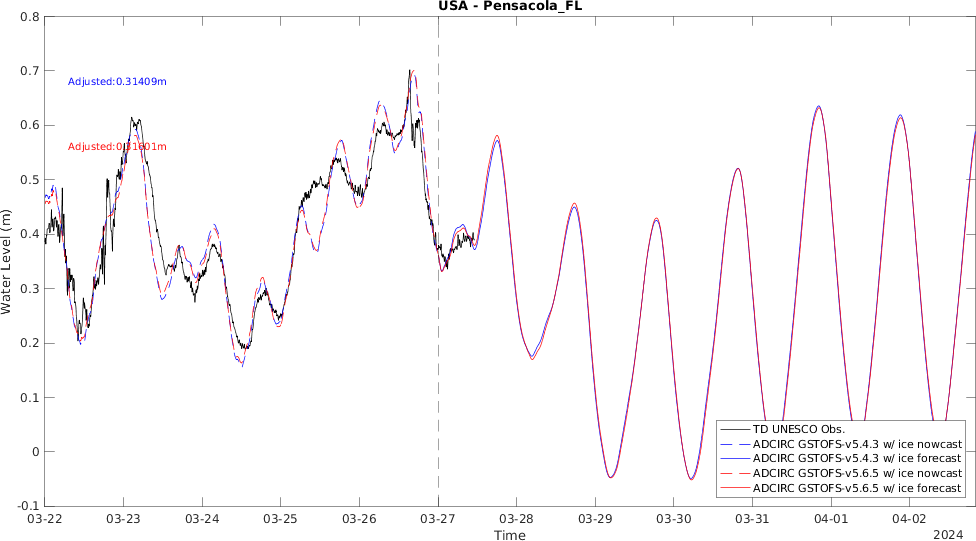 USA - Pensacola_FL
0.8
0.7
0.6
0.5
0.4
0.3
0.2
0.1
0
-0.1
Water Level (m)
Adjusted:0.31409m
Adjusted:0.31601m
TD UNESCO Obs.
ADCIRC GSTOFS-v5.4.3 w/ ice nowcast
ADCIRC GSTOFS-v5.4.3 w/ ice forecast
ADCIRC GSTOFS-v5.6.5 w/ ice nowcast
ADCIRC GSTOFS-v5.6.5 w/ ice forecast
03-22 03-23 03-24 03-25 03-26 03-27 03-28 03-29 03-30 03-31 04-01 04-02
Time
2024